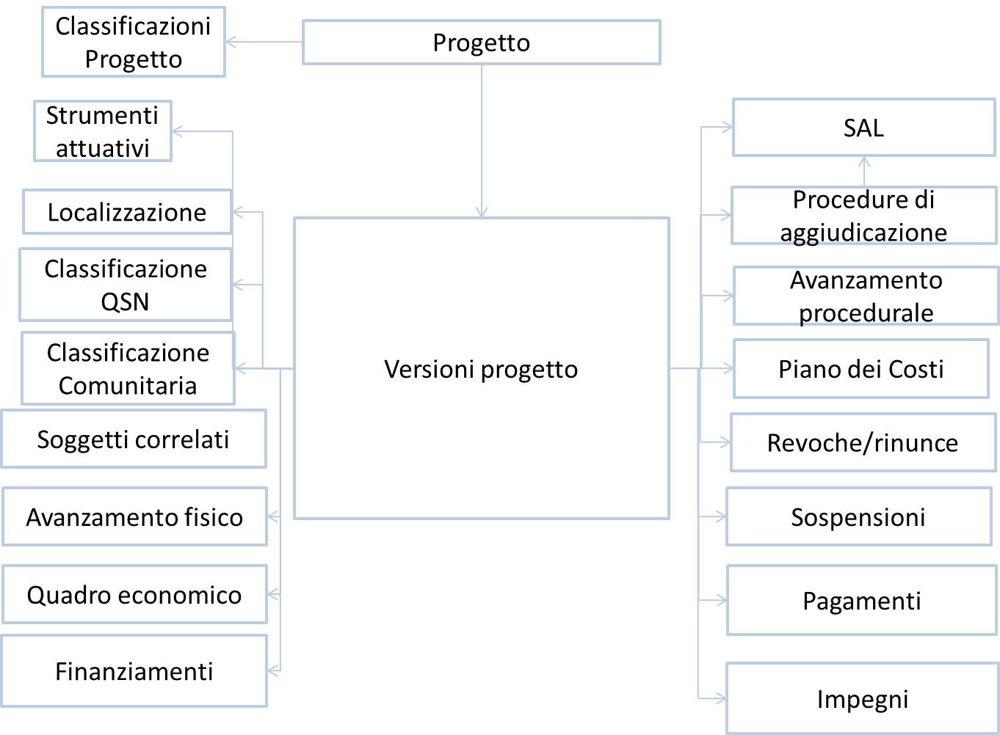 Classificazioni
Progetto
Progetto
Strumenti
attuativi
Localizzazione
Classificazione
QSN
Classificazione
Comunitaria
Soggetti correlati
Avanzamento fisico
Quadro economico
Finanziamenti
Versioni progetto
SAL
Procedure di
aggiudicazione
Avanzamento
procedurale
Piano dei Costi
Revoche/rinunce
Sospensioni
Pagamenti
Impegni